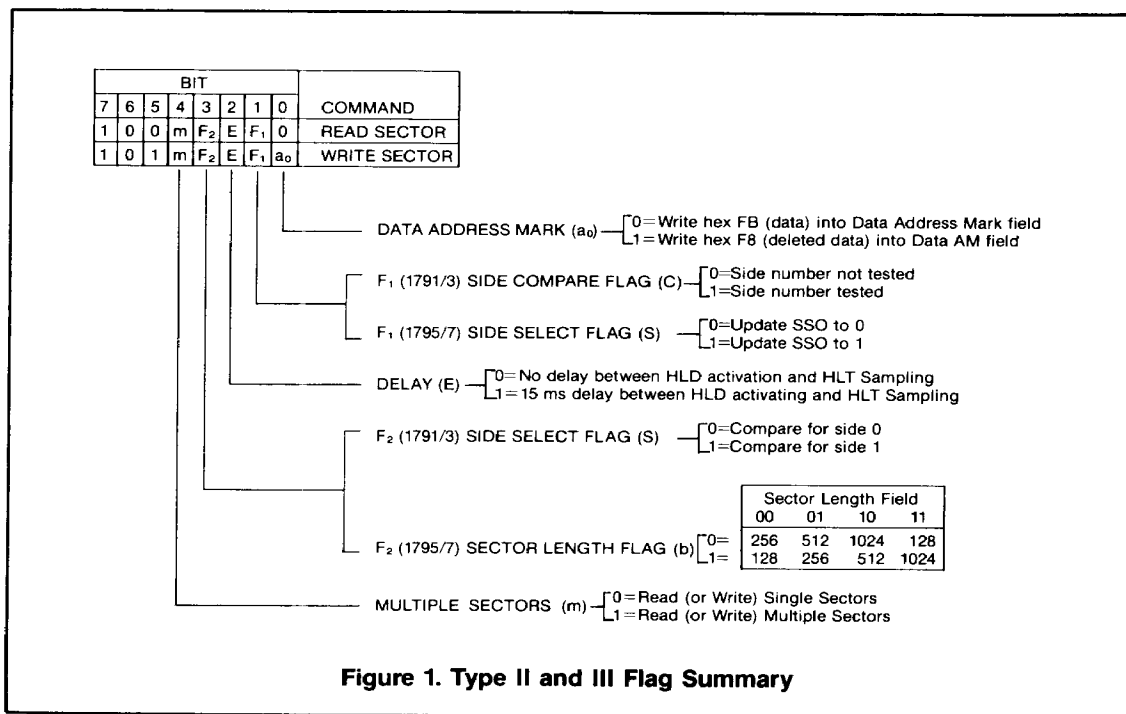 BIT
7 6 5 4 3 2 1 0 COMMAND
1 0 0 m F₂ E F₁ 0 READ SECTOR
1 0 1 m F₂ E F₁ a₀ WRITE SECTOR
DATA ADDRESS MARK (a₀) 0=Write hex FB (data) into Data Address Mark field
1=Write hex F8 (deleted data) into Data AM field
F₁ (1791/3) SIDE COMPARE FLAG (C) 0=Side number not tested
1=Side number tested
F₁ (1795/7) SIDE SELECT FLAG (S) 0=Update SSO to 0
1=Update SSO to 1
DELAY (E) 0= No delay between HLD activation and HLT Sampling
1= 15 ms delay between HLD activating and HLT Sampling
F₂ (1791/3) SIDE SELECT FLAG (S) 0=Compare for side 0
1=Compare for side 1
Sector Length Field
00 01 10 11
F₂ (1795/7) SECTOR LENGTH FLAG (b) 0= 256 512 1024 128
1= 128 256 512 1024
MULTIPLE SECTORS (m) 0=Read (or Write) Single Sectors
1=Read (or Write) Multiple Sectors
Figure 1. Type II and III Flag Summary